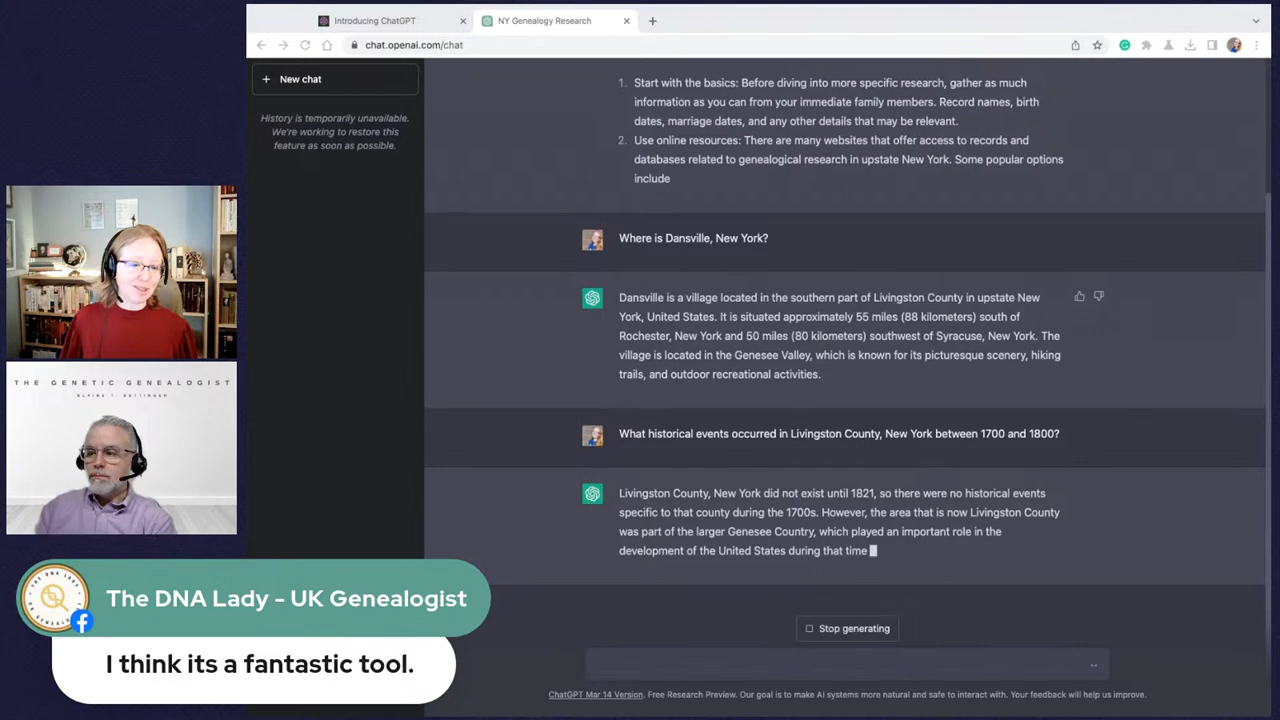 Introducing ChatGPT
NY Genealogy Research
chat.openai.com/chat
New chat
History is temporarily unavailable.
We're working to restore this
feature as soon as possible.
1. Start with the basics: Before diving into more specific research, gather as much
information as you can from your immediate family members. Record names, birth
dates, marriage dates, and any other details that may be relevant.
2. Use online resources: There are many websites that offer access to records and
databases related to genealogical research in upstate New York. Some popular options
include
Where is Dansville, New York?
Dansville is a village located in the southern part of Livingston County in upstate New
York, United States. It is situated approximately 55 miles (88 kilometers) south of
Rochester, New York and 50 miles (80 kilometers) southwest of Syracuse, New York. The
village is located in the Genesee Valley, which is known for its picturesque scenery, hiking
trails, and outdoor recreational activities.
What historical events occurred in Livingston County, New York between 1700 and 1800?
Livingston County, New York did not exist until 1821, so there were no historical events
specific to that county during the 1700s. However, the area that is now Livingston County
was part of the larger Genesee Country, which played an important role in the
development of the United States during that time
Stop generating
ChatGPT Mar 14 Version. Free Research Preview. Our goal is to make AI systems more natural and safe to interact with. Your feedback will help us improve.
THE GENETIC GENEALOGIST
The DNA Lady - UK Genealogist
I think its a fantastic tool.